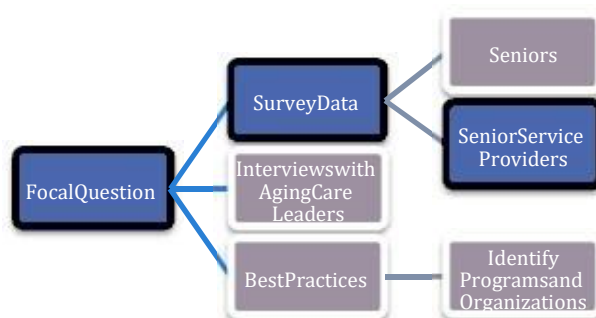 Seniors
SurveyData
SeniorService
Providers
Interviewswith
AgingCare
Leaders
FocalQuestion
BestPractices
Identify
Programsand
Organizations